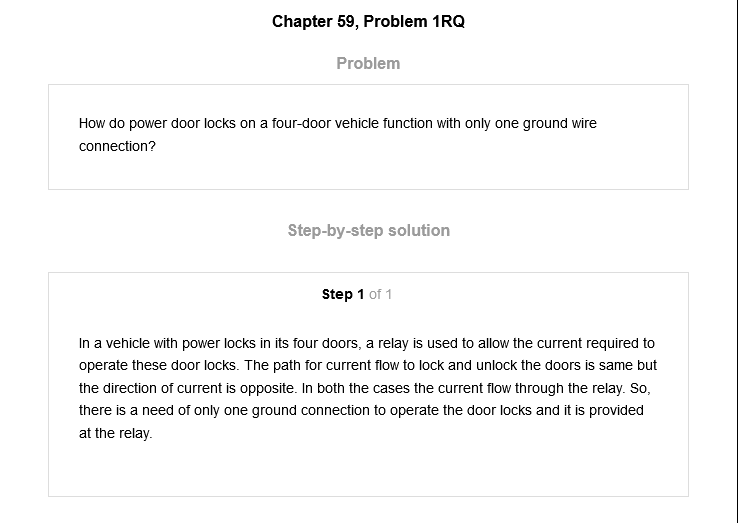 Chapter 59, Problem 1RQ
Problem
How do power door locks on a four-door vehicle function with only one ground wire
connection?
Step-by-step solution
Step 1 of 1
In a vehicle with power locks in its four doors, a relay is used to allow the current required to
operate these door locks. The path for current flow to lock and unlock the doors is same but
the direction of current is opposite. In both the cases the current flow through the relay. So,
there is a need of only one ground connection to operate the door locks and it is provided
at the relay.